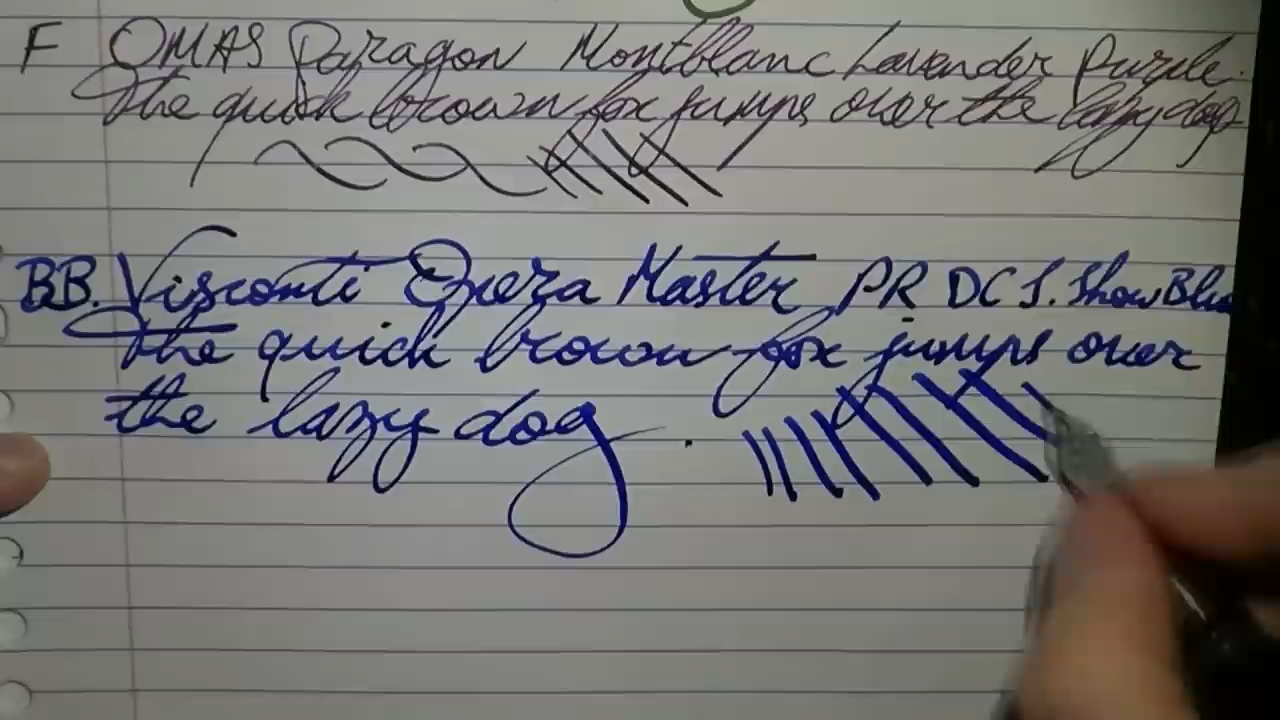 F OMAS Paragon Montblanc Lavender Purple.
The quick brown fox jumps over the lazy dog
BB. Visconti Opera Master PR DC S. Show Blue
The quick brown fox jumps over
the lazy dog.